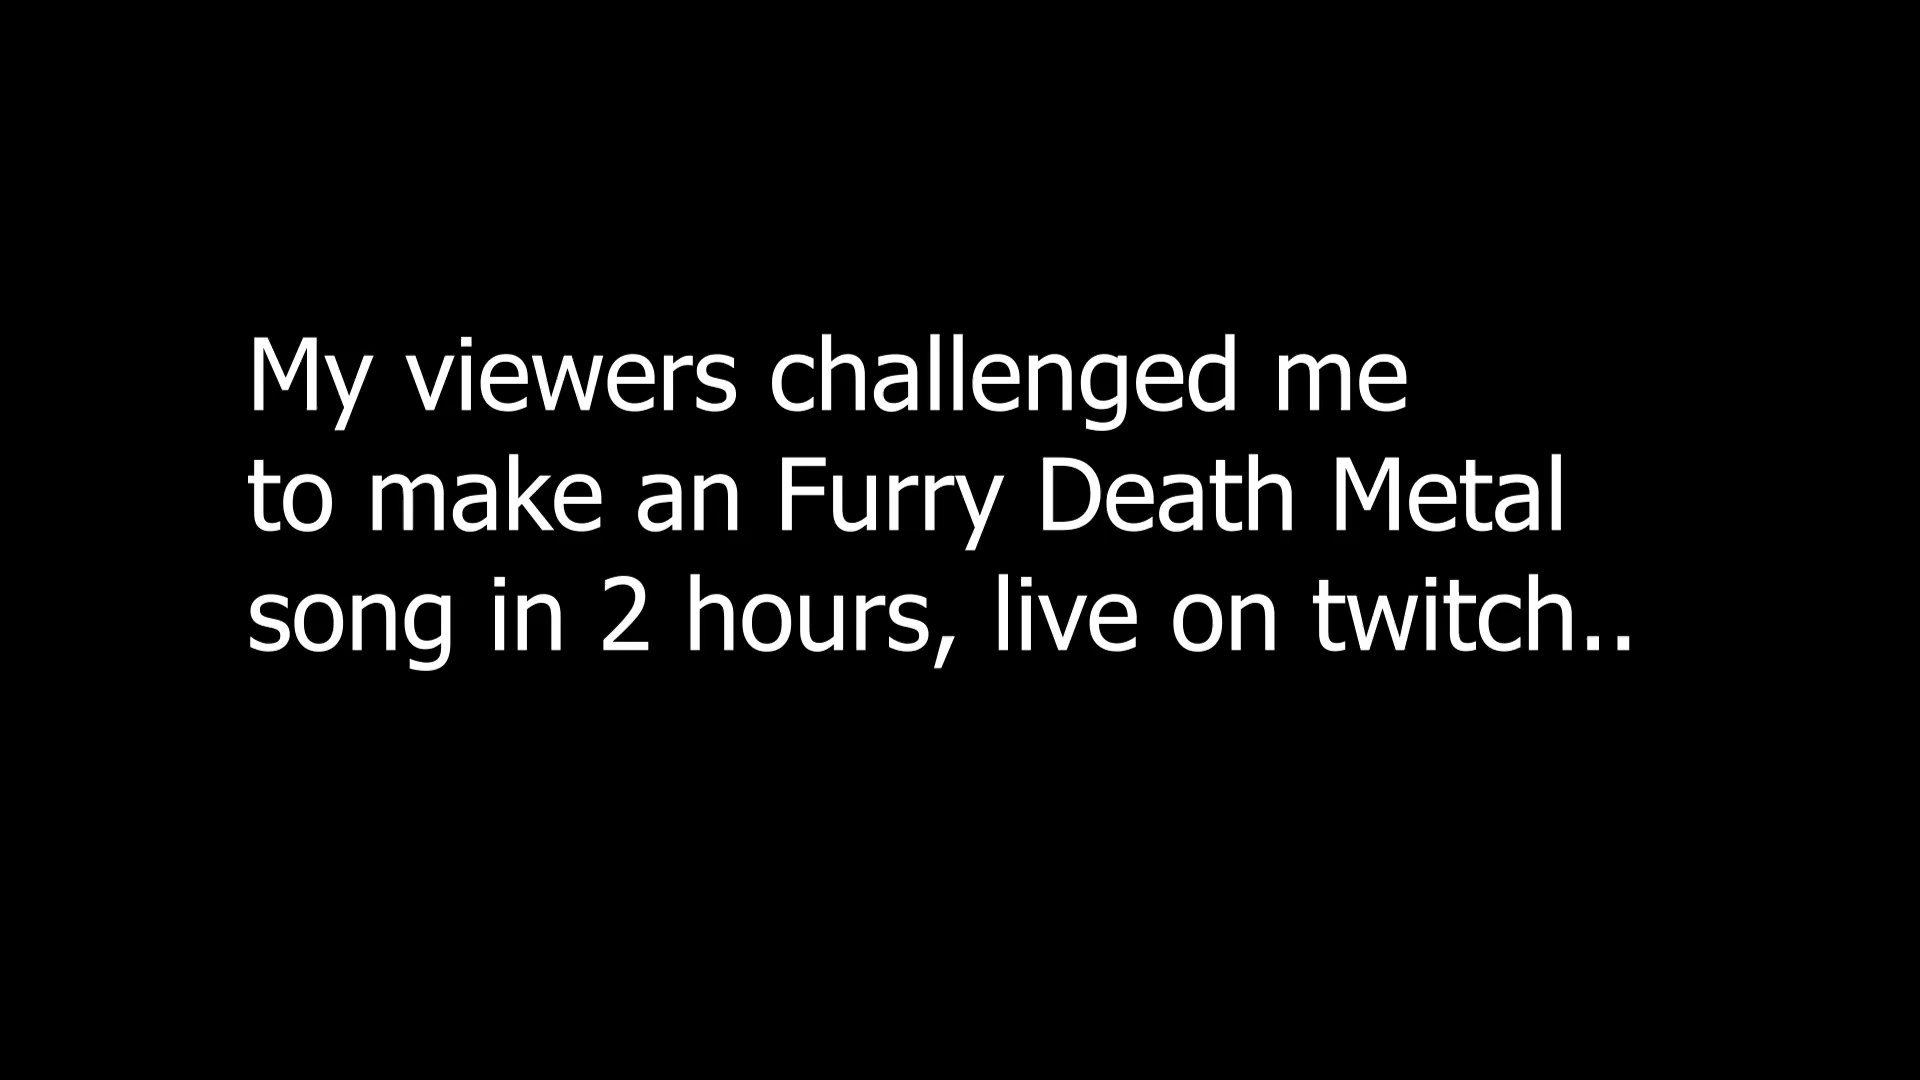 My viewers challenged me
to make an Furry Death Metal
song in 2 hours, live on twitch..